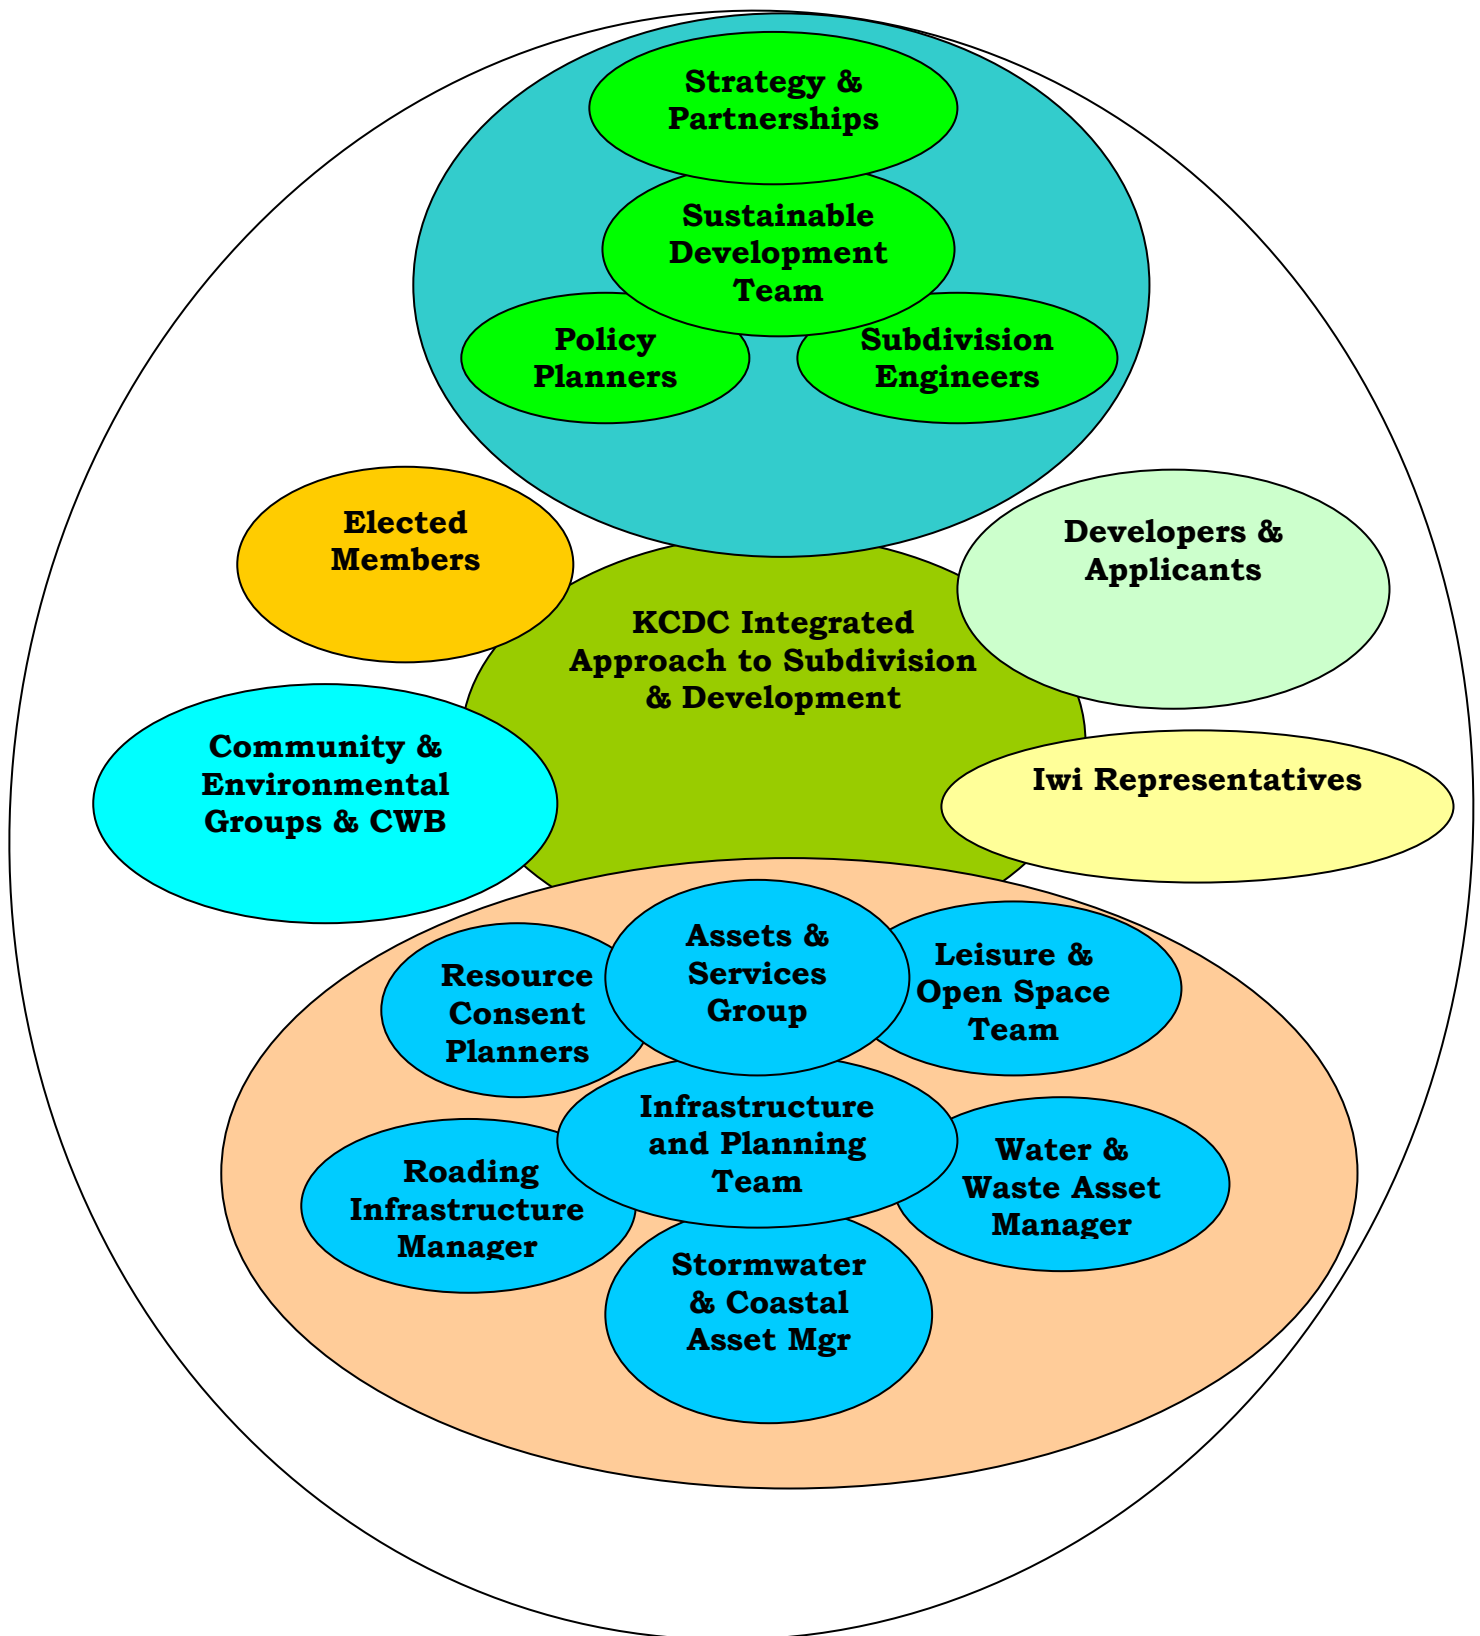 Strategy &
Partnerships
Sustainable
Development
Team
Policy
Planners
Subdivision
Engineers
Elected
Members
Developers &
Applicants
KCDC Integrated
Approach to Subdivision
& Development
Community &
Environmental
Groups & CWB
Iwi Representatives
Assets &
Services
Group
Resource
Consent
Planners
Leisure &
Open Space
Team
Infrastructure
and Planning
Team
Roading
Infrastructure
Manager
Water &
Waste Asset
Manager
Stormwater
& Coastal
Asset Mgr